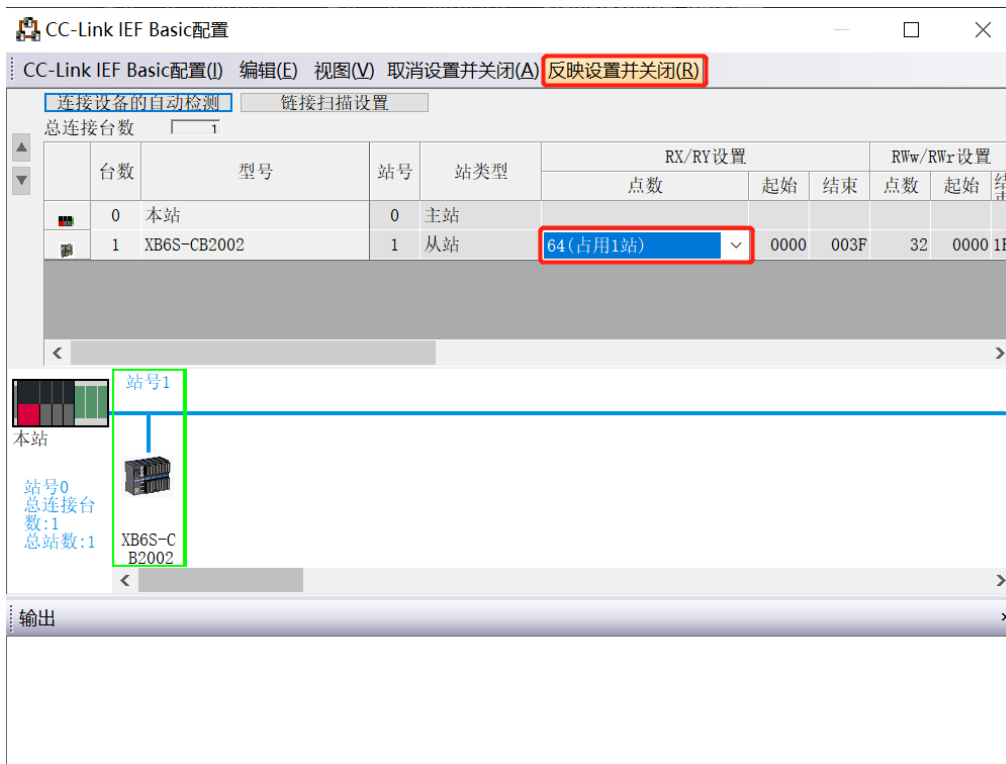 CC-Link IEF Basic配置
CC-Link IEF Basic配置(I) 编辑(E) 视图(V) 取消设置并关闭(A) 反映设置并关闭(R)
连接设备的自动检测 链接扫描设置
总连接台数 1
台数 型号 站号 站类型 RX/RY设置 RWw/RWr设置
点数 起始 结束 点数 起始 结束
0 本站 0 主站
1 XB6S-CB2002 1 从站 64(占用1站) 0000 003F 32 0000
站号1
本站
站号0
总连接台
数:1
总站数:1
XB6S-C
B2002
输出